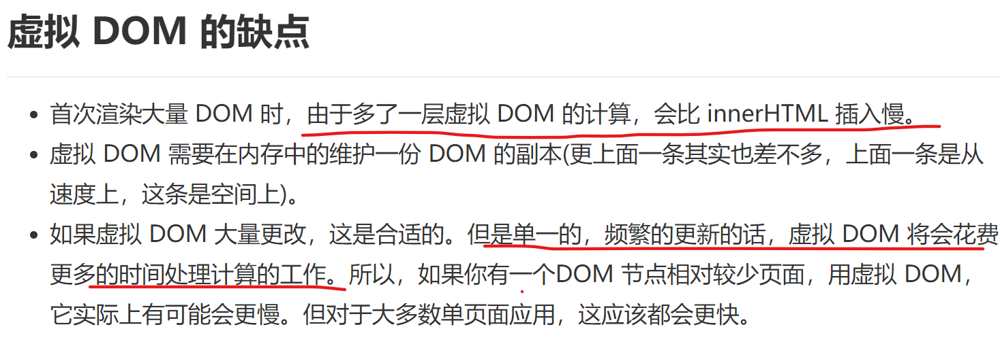 虚拟 DOM 的缺点
首次渲染大量 DOM 时，由于多了一层虚拟 DOM 的计算，会比 innerHTML 插入慢。
虚拟 DOM 需要在内存中的维护一份 DOM 的副本(更上面一条其实也差不多，上面一条是从
速度上，这条是空间上)。
如果虚拟 DOM 大量更改，这是合适的。但是单一的，频繁的更新的话，虚拟 DOM 将会花费
更多的时间处理计算的工作。所以，如果你有一个DOM 节点相对较少页面，用虚拟 DOM，
它实际上有可能会更慢。但对于大多数单页面应用，这应该都会更快。